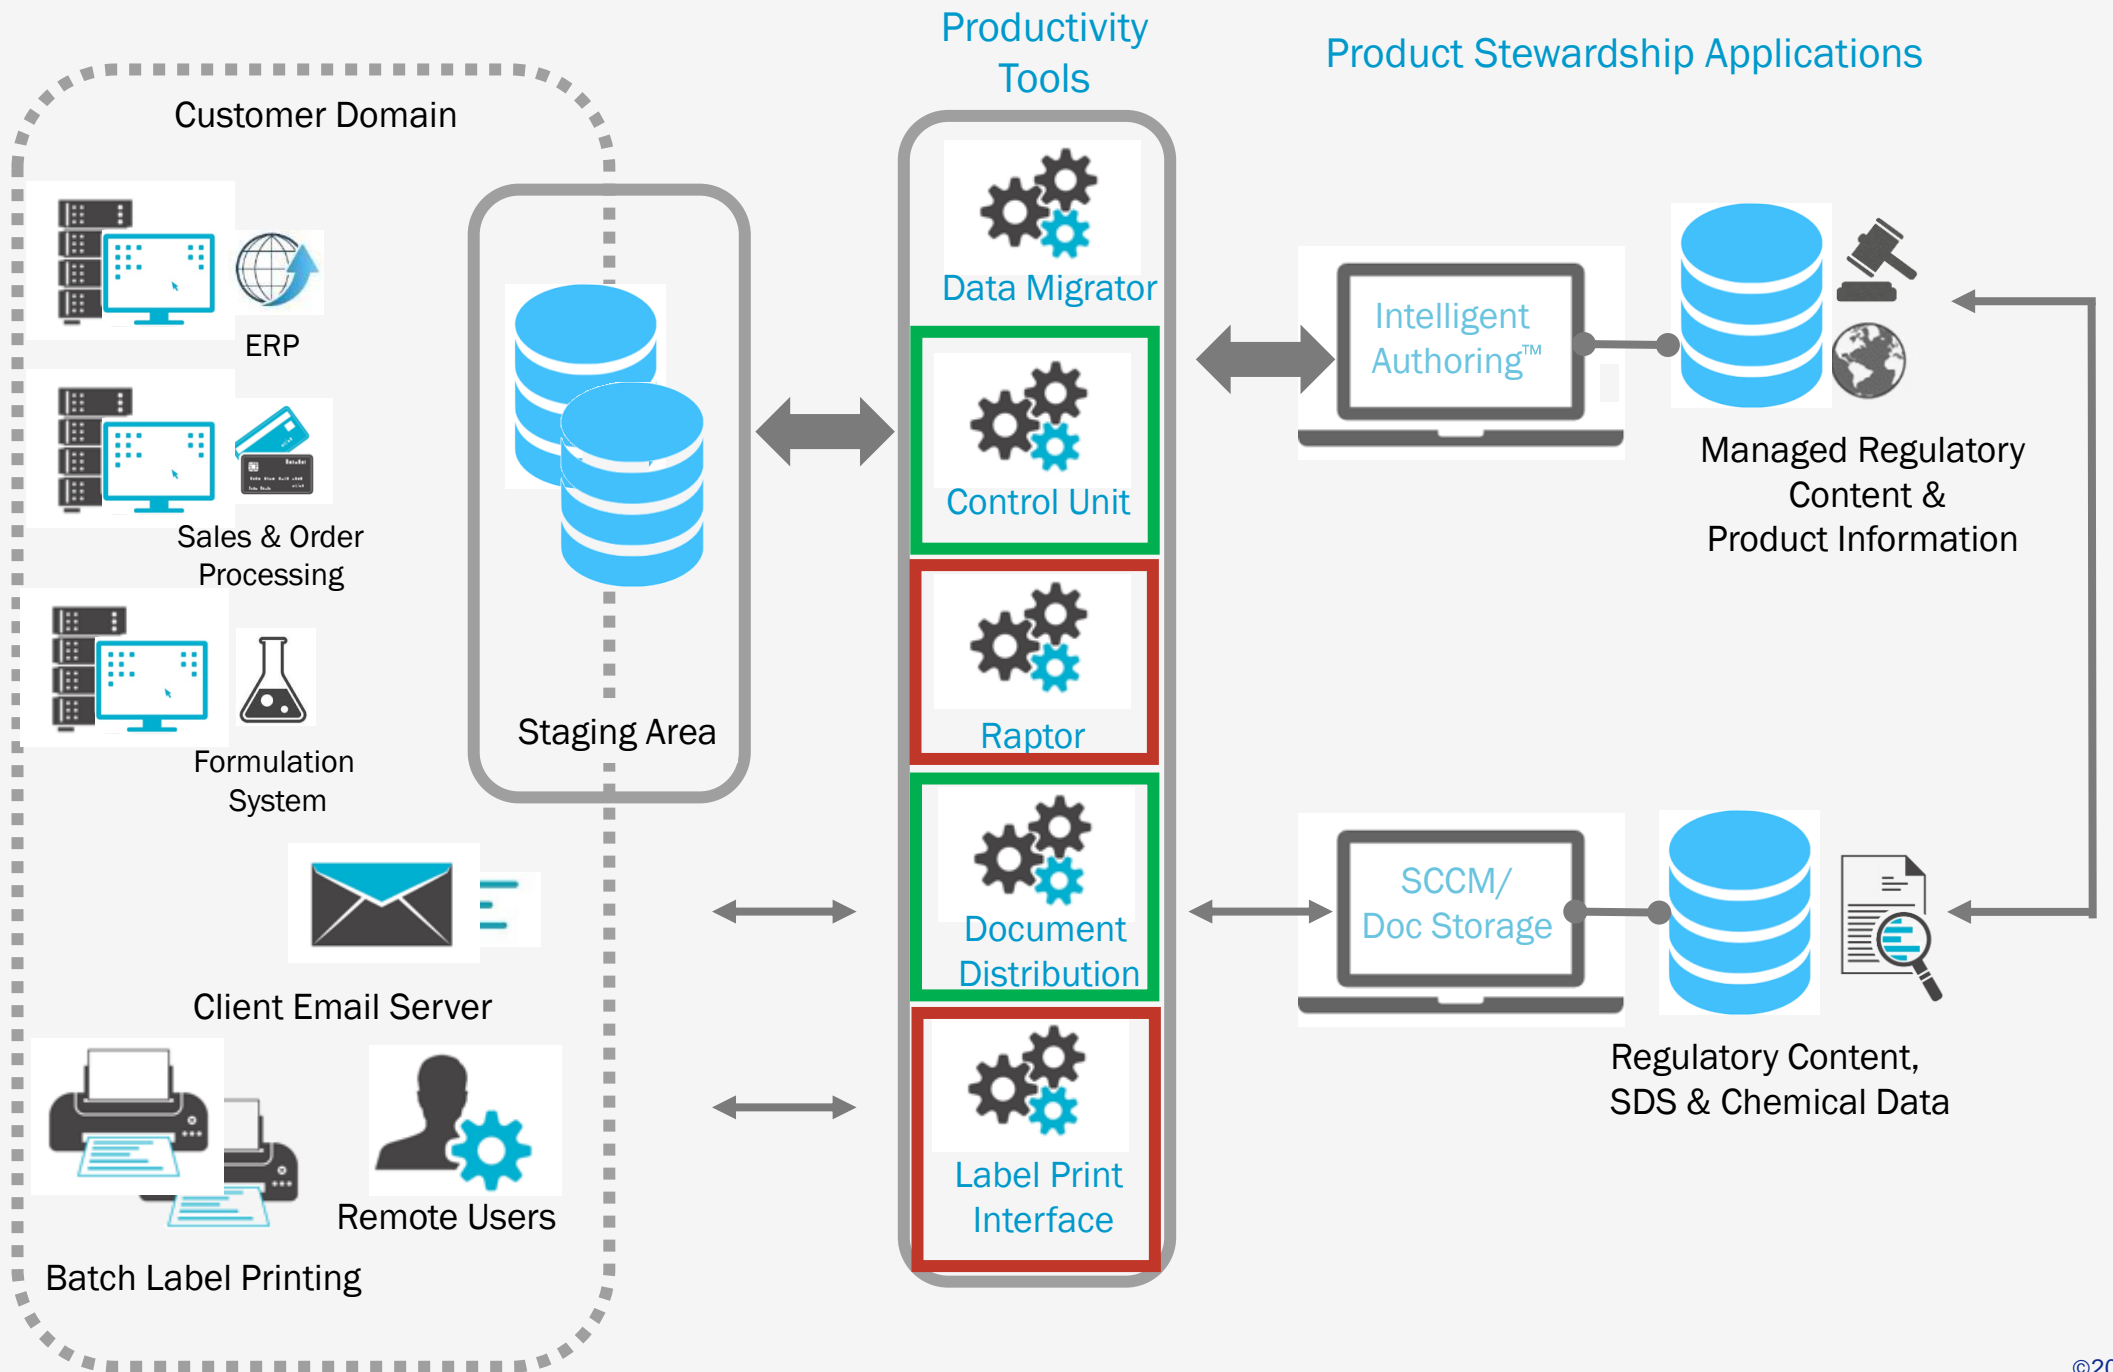 Productivity
Tools
Product Stewardship Applications
Customer Domain
ERP
Sales & Order
Processing
Formulation
System
Staging Area
Client Email Server
Remote Users
Batch Label Printing
Data Migrator
Control Unit
Raptor
Document
Distribution
Label Print
Interface
Intelligent
Authoring™
Managed Regulatory
Content &
Product Information
SCCM/
Doc Storage
Regulatory Content,
SDS & Chemical Data
©20